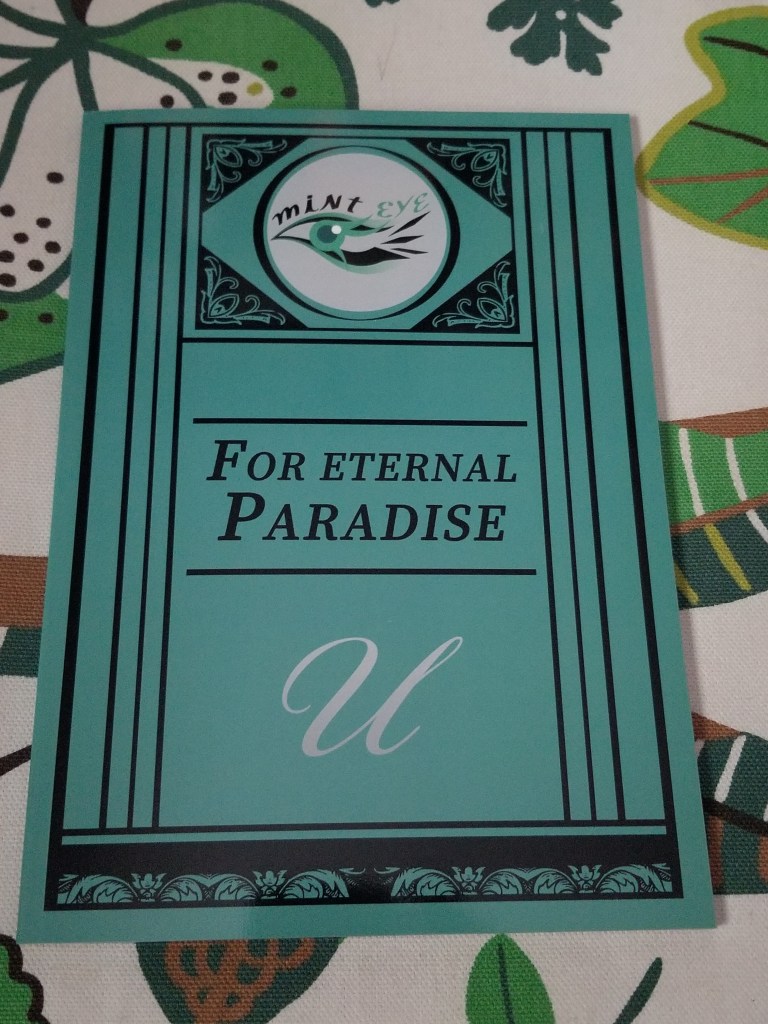 mint EYE
FOR ETERNAL
PARADISE
U